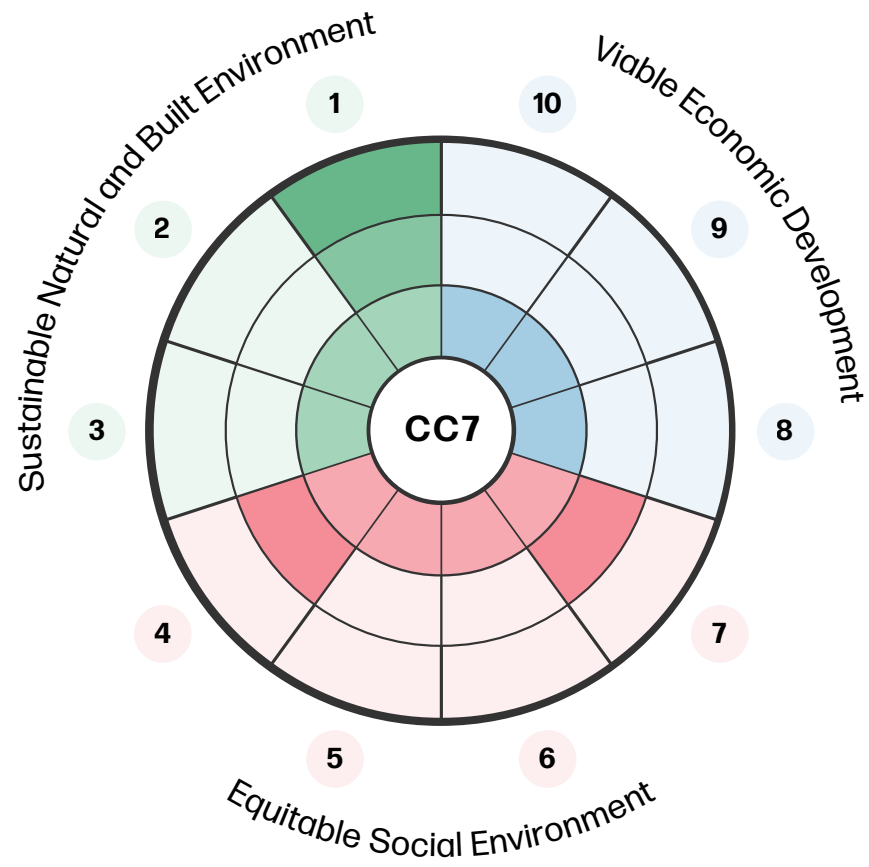 Sustainable Natural and Built Environment
Viable Economic Development
1
10
2
9
3
CC7
8
4
7
5
6
Equitable Social Environment